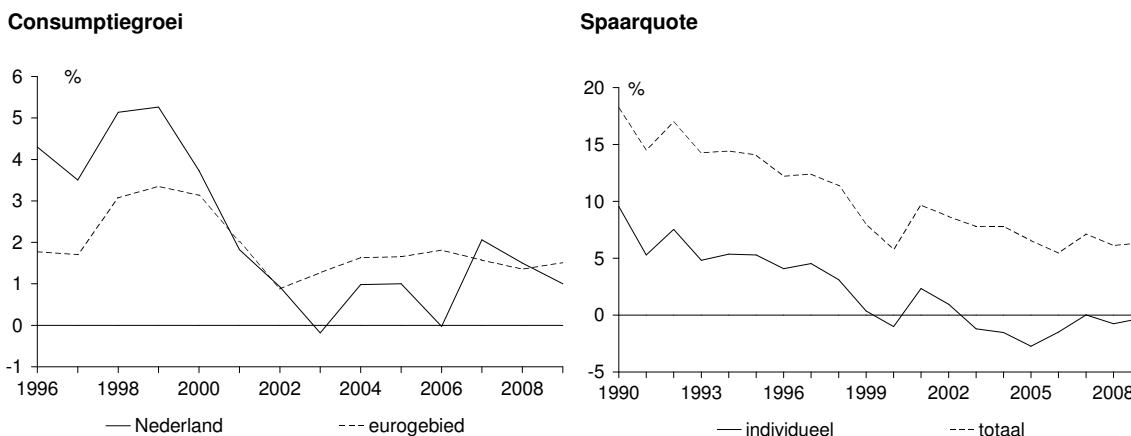 Consumptiegroei
%
6
5
4
3
2
1
0
-1
1996 1998 2000 2002 2004 2006 2008
Nederland eurogebied
Spaarquote
%
20
15
10
5
0
-5
1990 1993 1996 1999 2002 2005 2008
individueel totaal